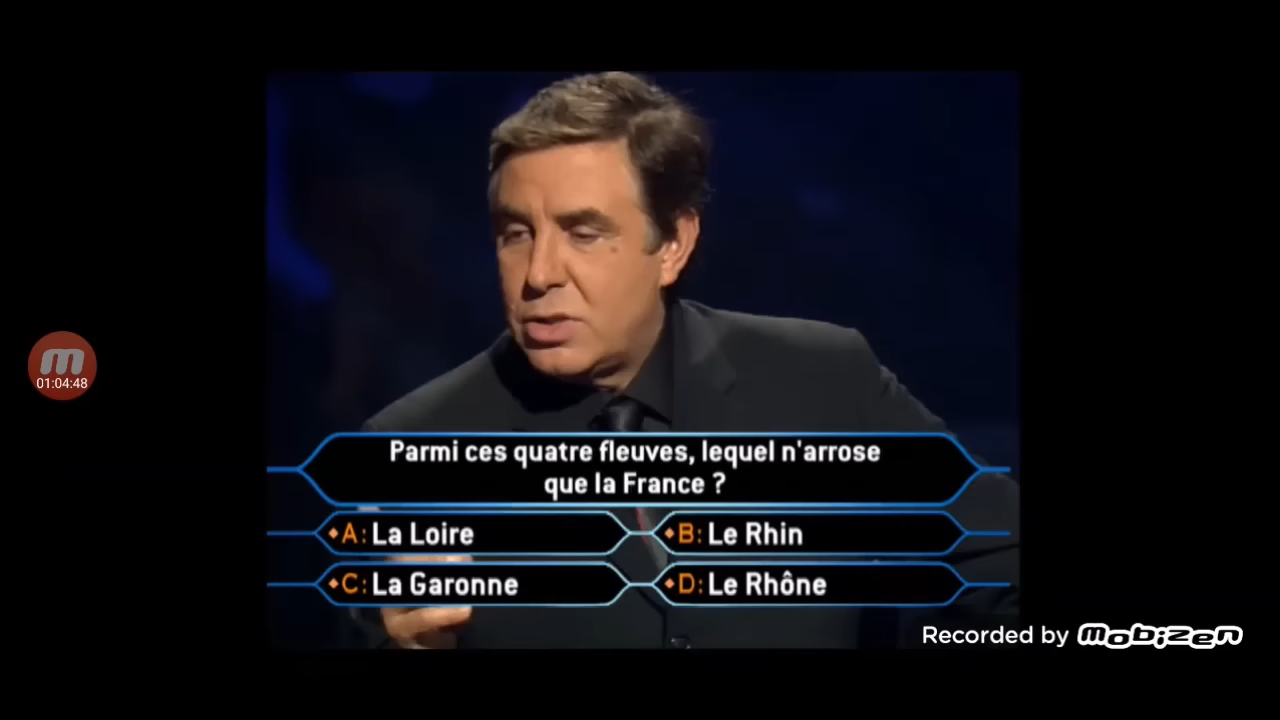 Parmi ces quatre fleuves, lequel n'arrose
que la France ?
A: La Loire
B: Le Rhin
C: La Garonne
D: Le Rhône
01:04:48
Recorded by mobizen